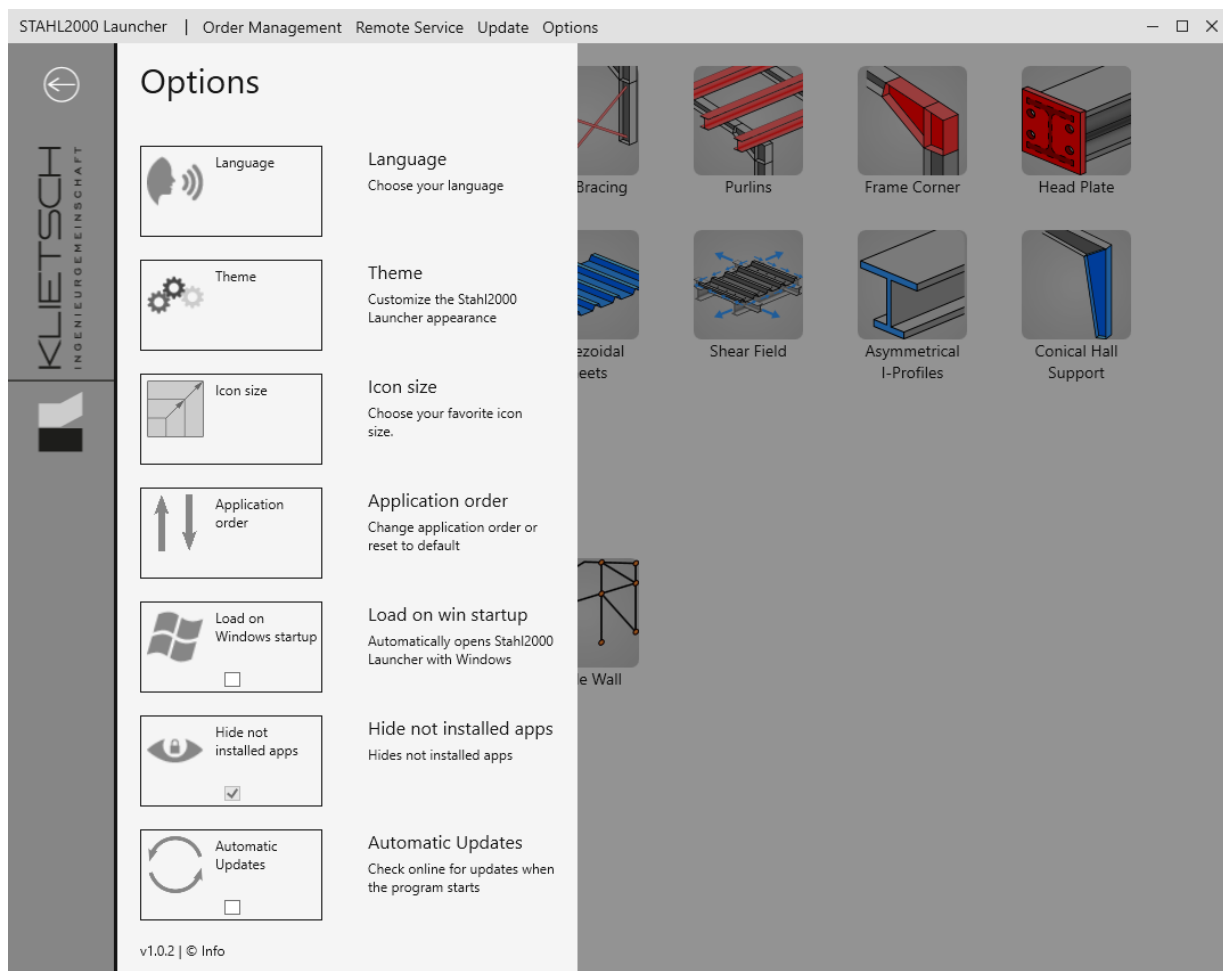 STAHL2000 Launcher | Order Management Remote Service Update Options
KLIETSCH
INGENIEURGEMEINSCHAFT
Options
Language
Language
Choose your language
Theme
Theme
Customize the Stahl2000
Launcher appearance
Icon size
Icon size
Choose your favorite icon
size.
Application
order
Application order
Change application order or
reset to default
Load on
Windows startup
Load on win startup
Automatically opens Stahl2000
Launcher with Windows
Hide not
installed apps
Hide not installed apps
Hides not installed apps
Automatic
Updates
Automatic Updates
Check online for updates when
the program starts
v1.0.2 | © Info
Bracing
Purlins
Frame Corner
Head Plate
ezoidal
eets
Shear Field
Asymmetrical
I-Profiles
Conical Hall
Support
le Wall